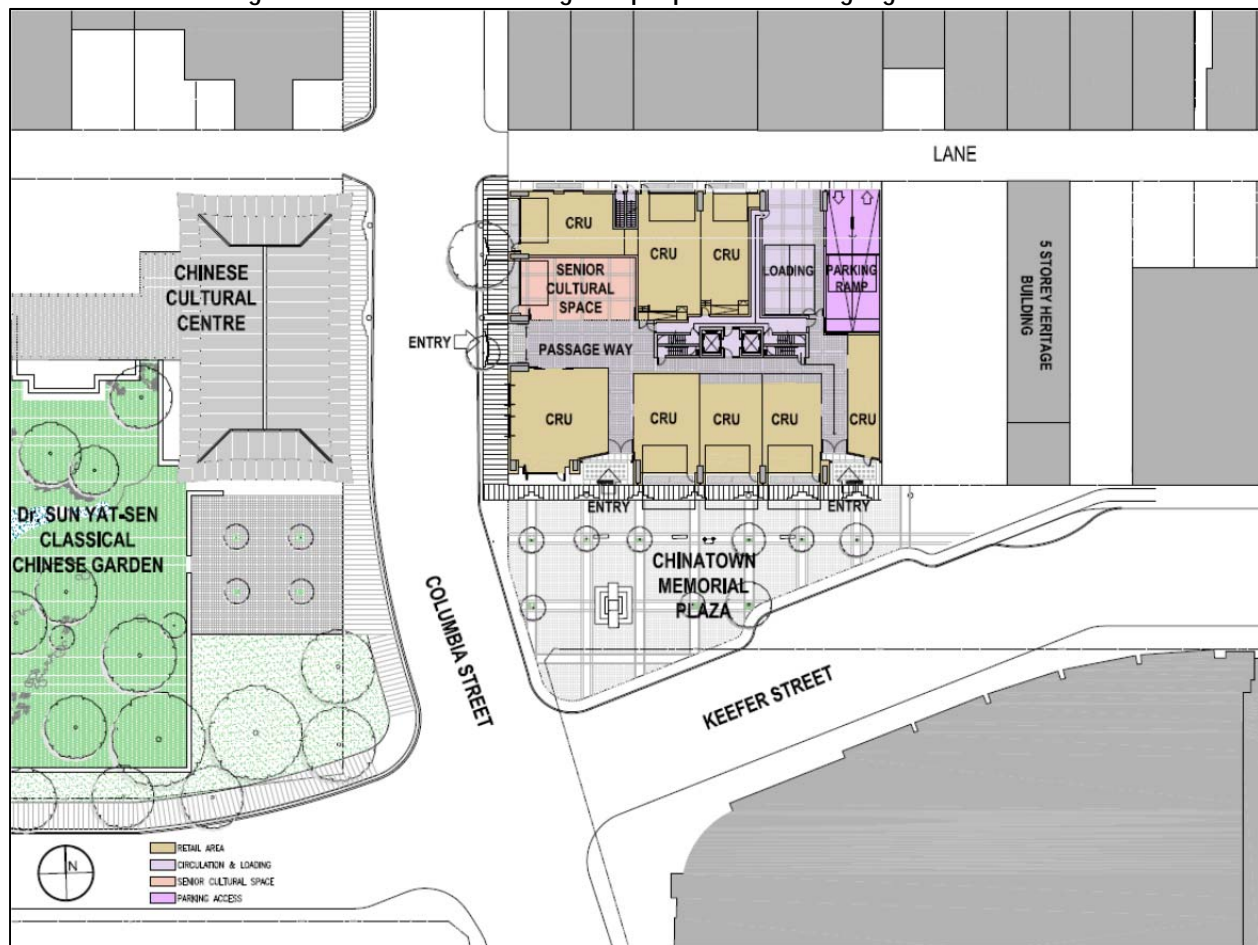 LANE
CHINESE
CULTURAL
CENTRE
CRU
CRU
CRU
SENIOR
CULTURAL
SPACE
LOADING
PARKING
RAMP
5 STOREY HERITAGE
BUILDING
ENTRY
PASSAGE WAY
CRU
CRU
CRU
CRU
CRU
ENTRY
ENTRY
Dr. SUN YAT-SEN
CLASSICAL
CHINESE GARDEN
CHINATOWN
MEMORIAL
PLAZA
COLUMBIA STREET
KEEFER STREET
N
RETAIL AREA
CIRCULATION & LOADING
SENIOR CULTURAL SPACE
PARKING ACCESS